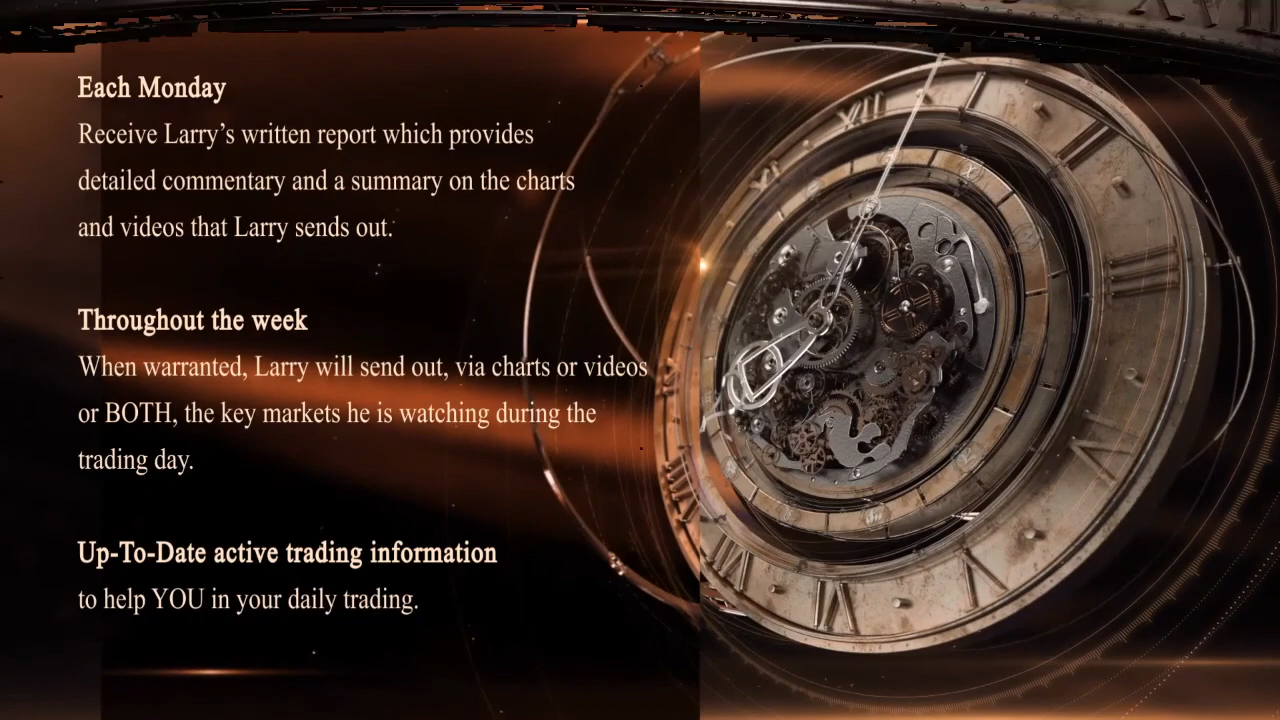 Each Monday
Receive Larry’s written report which provides
detailed commentary and a summary on the charts
and videos that Larry sends out.
Throughout the week
When warranted, Larry will send out, via charts or videos
or BOTH, the key markets he is watching during the
trading day.
Up-To-Date active trading information
to help YOU in your daily trading.
XII
XI
III